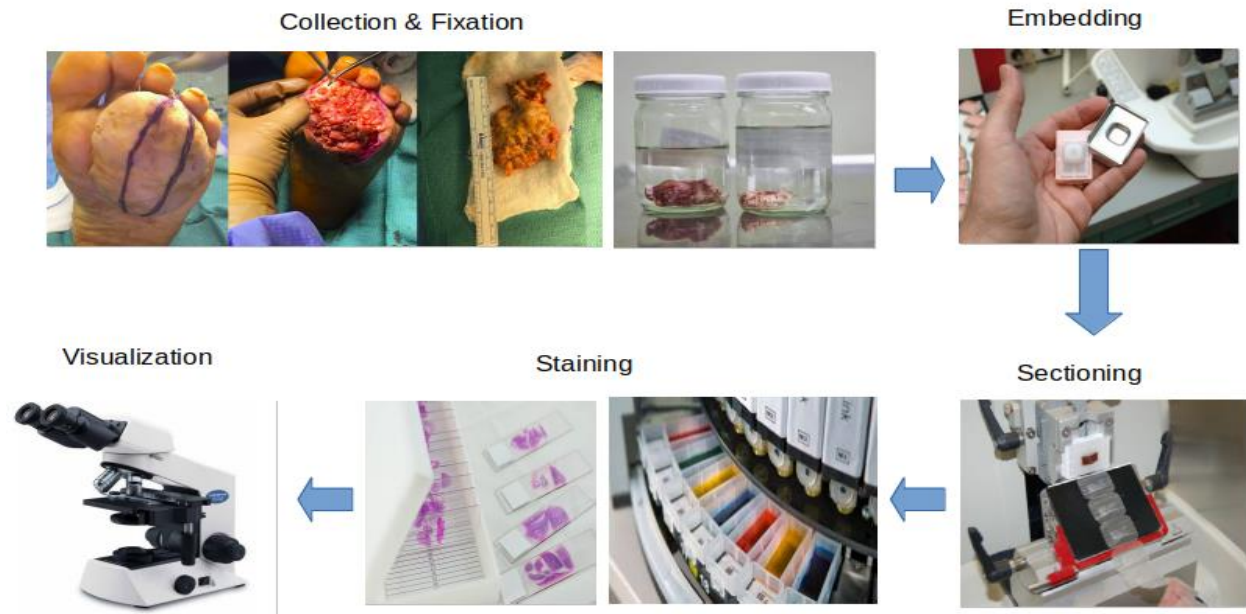 Collection & Fixation
Embedding
Visualization
Staining
Sectioning